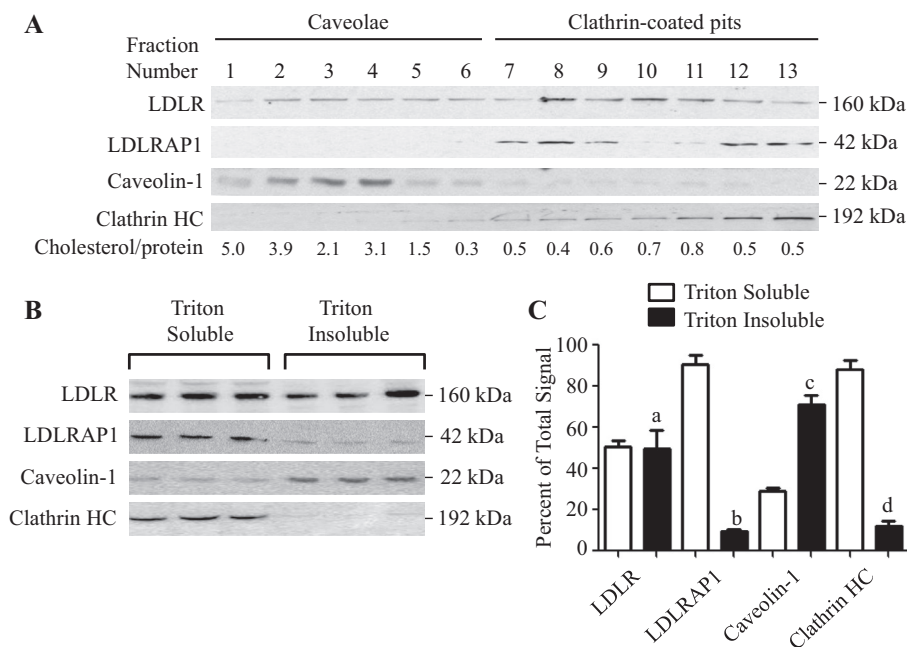 A
Caveolae
Clathrin-coated pits
Fraction
Number
1 2 3 4 5 6 7 8 9 10 11 12 13
LDLR
160 kDa
LDLRAP1
42 kDa
Caveolin-1
22 kDa
Clathrin HC
192 kDa
Cholesterol/protein 5.0 3.9 2.1 3.1 1.5 0.3 0.5 0.4 0.6 0.7 0.8 0.5 0.5
B
Triton
Soluble
Triton
Insoluble
LDLR
160 kDa
LDLRAP1
42 kDa
Caveolin-1
22 kDa
Clathrin HC
192 kDa
C
Triton Soluble
Triton Insoluble
Percent of Total Signal
100
80
60
40
20
0
a
b
c
d
LDLR
LDLRAP1
Caveolin-1
Clathrin HC